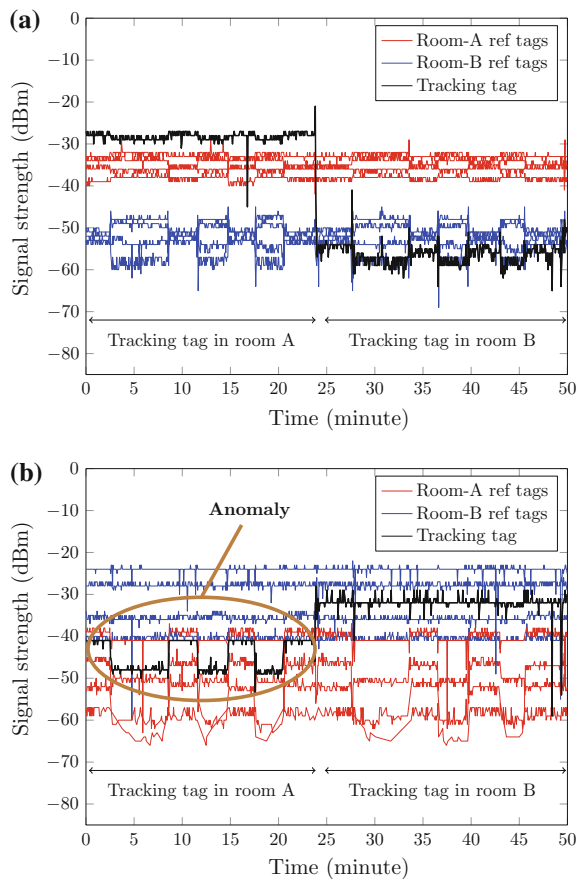 (a)
0
−10
−20
−30
−40
−50
−60
−70
−80
Signal strength (dBm)
Room-A ref tags
Room-B ref tags
Tracking tag
Tracking tag in room A
Tracking tag in room B
0 5 10 15 20 25 30 35 40 45 50
Time (minute)
(b)
0
−10
−20
−30
−40
−50
−60
−70
−80
Signal strength (dBm)
Room-A ref tags
Room-B ref tags
Tracking tag
Anomaly
Tracking tag in room A
Tracking tag in room B
0 5 10 15 20 25 30 35 40 45 50
Time (minute)